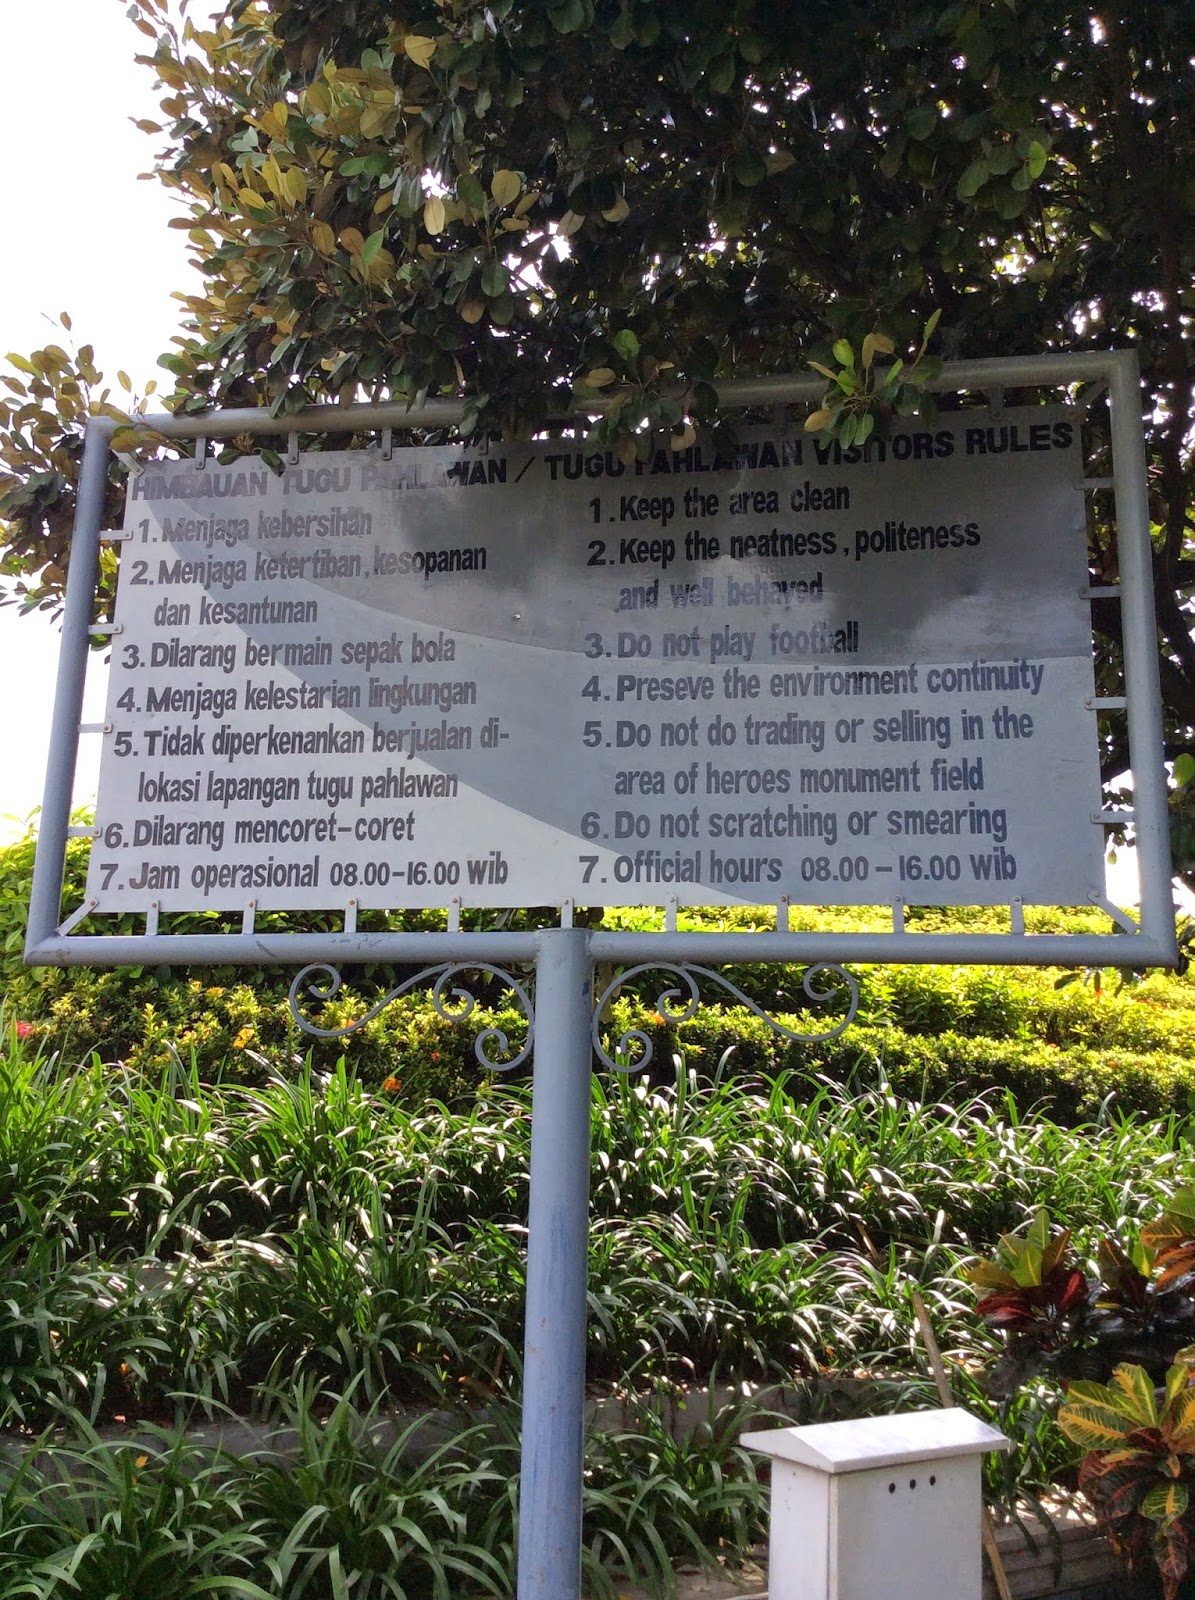 HIMBAUAN TUGU PAHLAWAN / TUGU PAHLAWAN VISITORS RULES
1. Menjaga kebersihan
2. Menjaga ketertiban, kesopanan
dan kesantunan
3. Dilarang bermain sepak bola
4. Menjaga kelestarian lingkungan
5. Tidak diperkenankan berjualan di-
lokasi lapangan tugu pahlawan
6. Dilarang mencoret-coret
7. Jam operasional 08.00-16.00 wib
1. Keep the area clean
2. Keep the neatness, politeness
and well behayed
3. Do not play football
4. Preseve the environment continuity
5. Do not do trading or selling in the
area of heroes monument field
6. Do not scratching or smearing
7. Official hours 08.00-16.00 wib